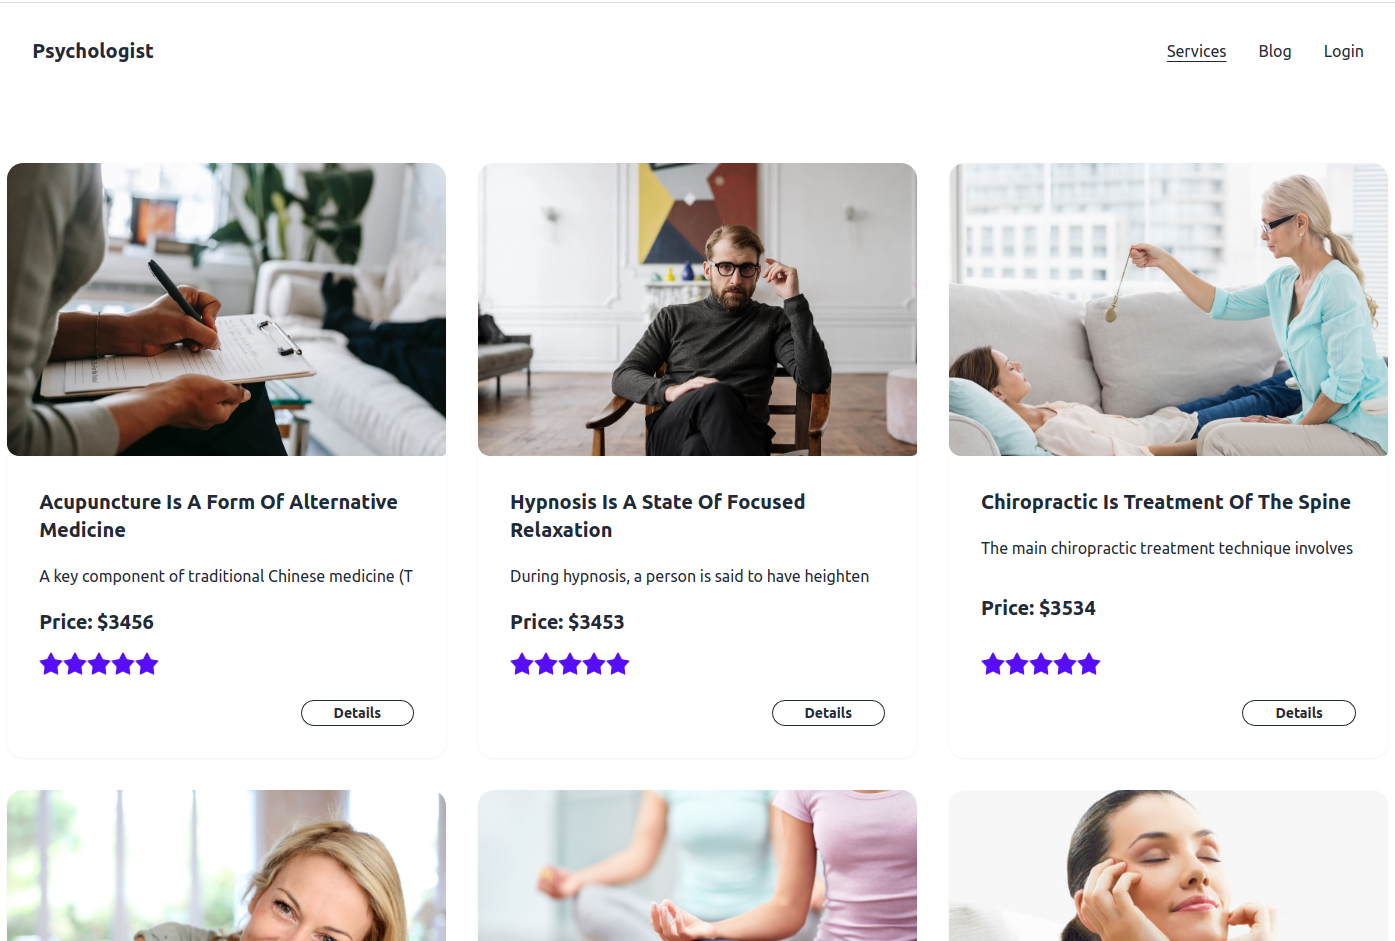 Psychologist
Services Blog Login
Acupuncture Is A Form Of Alternative
Medicine
A key component of traditional Chinese medicine (T
Price: $3456
Details
Hypnosis Is A State Of Focused
Relaxation
During hypnosis, a person is said to have heighten
Price: $3453
Details
Chiropractic Is Treatment Of The Spine
The main chiropractic treatment technique involves
Price: $3534
Details